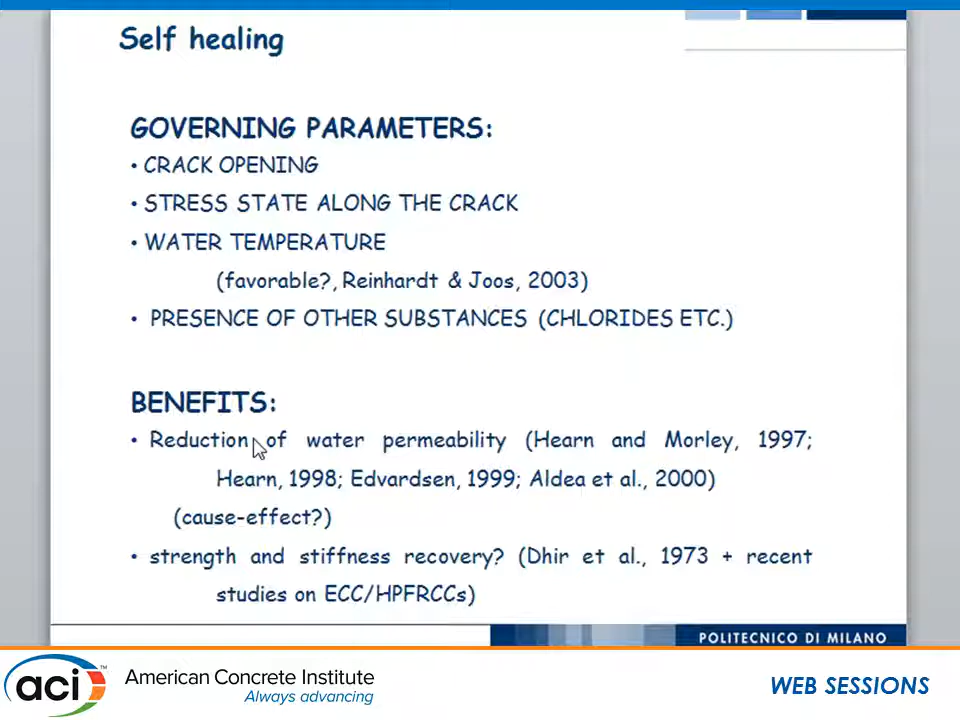 Self healing
GOVERNING PARAMETERS:
• CRACK OPENING
• STRESS STATE ALONG THE CRACK
• WATER TEMPERATURE
(favorable?, Reinhardt & Joos, 2003)
• PRESENCE OF OTHER SUBSTANCES (CHLORIDES ETC.)
BENEFITS:
• Reduction of water permeability (Hearn and Morley, 1997;
Hearn, 1998; Edvardsen, 1999; Aldea et al., 2000)
(cause-effect?)
• strength and stiffness recovery? (Dhir et al., 1973 + recent
studies on ECC/HPFRCCs)
POLITECNICO DI MILANO
aci™
American Concrete Institute
Always advancing
WEB SESSIONS